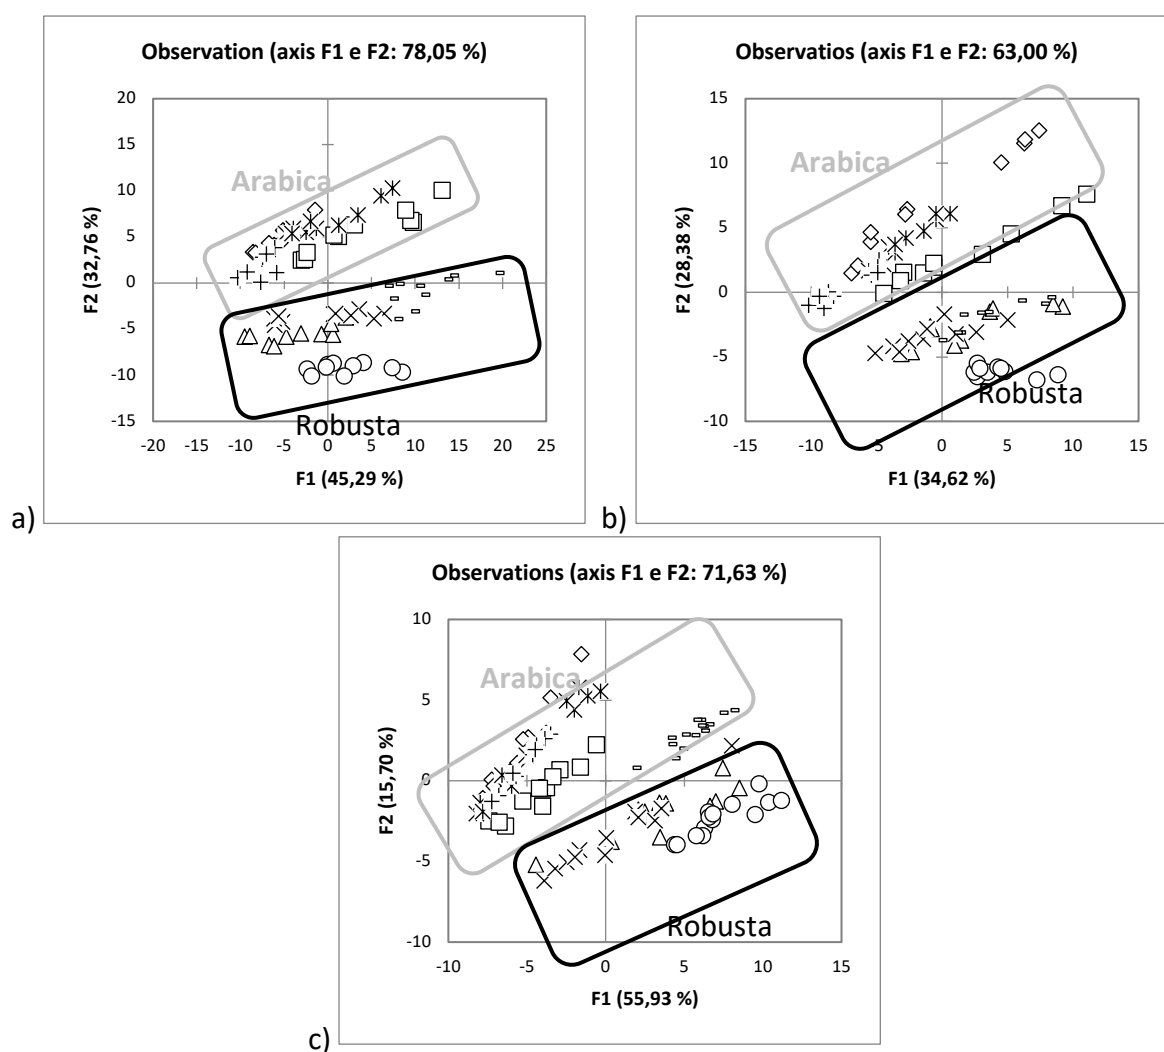 Observation (axis F1 e F2: 78,05 %)
20
15
10
5
0
-5
-10
-15
-20
-15
-10
-5
0
5
10
15
20
25
F2 (32,76 %)
F1 (45,29 %)
Arabica
Robusta
a)
Observatios (axis F1 e F2: 63,00 %)
15
10
5
0
-5
-10
-15
-10
-5
0
5
10
15
F2 (28,38 %)
F1 (34,62 %)
Arabica
Robusta
b)
Observations (axis F1 e F2: 71,63 %)
10
5
0
-5
-10
-10
-5
0
5
10
15
F2 (15,70 %)
F1 (55,93 %)
Arabica
Robusta
c)